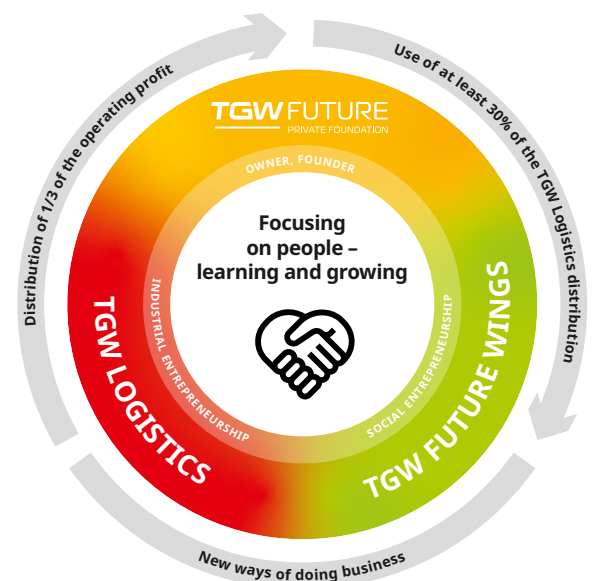 Distribution of 1/3 of the operating profit
Use of at least 30% of the TGW Logistics distribution
TGW FUTURE
PRIVATE FOUNDATION
OWNER, FOUNDER
Focusing
on people –
learning and growing
INDUSTRIAL ENTREPRENEURSHIP
SOCIAL ENTREPRENEURSHIP
TGW LOGISTICS
TGW FUTURE WINGS
New ways of doing business